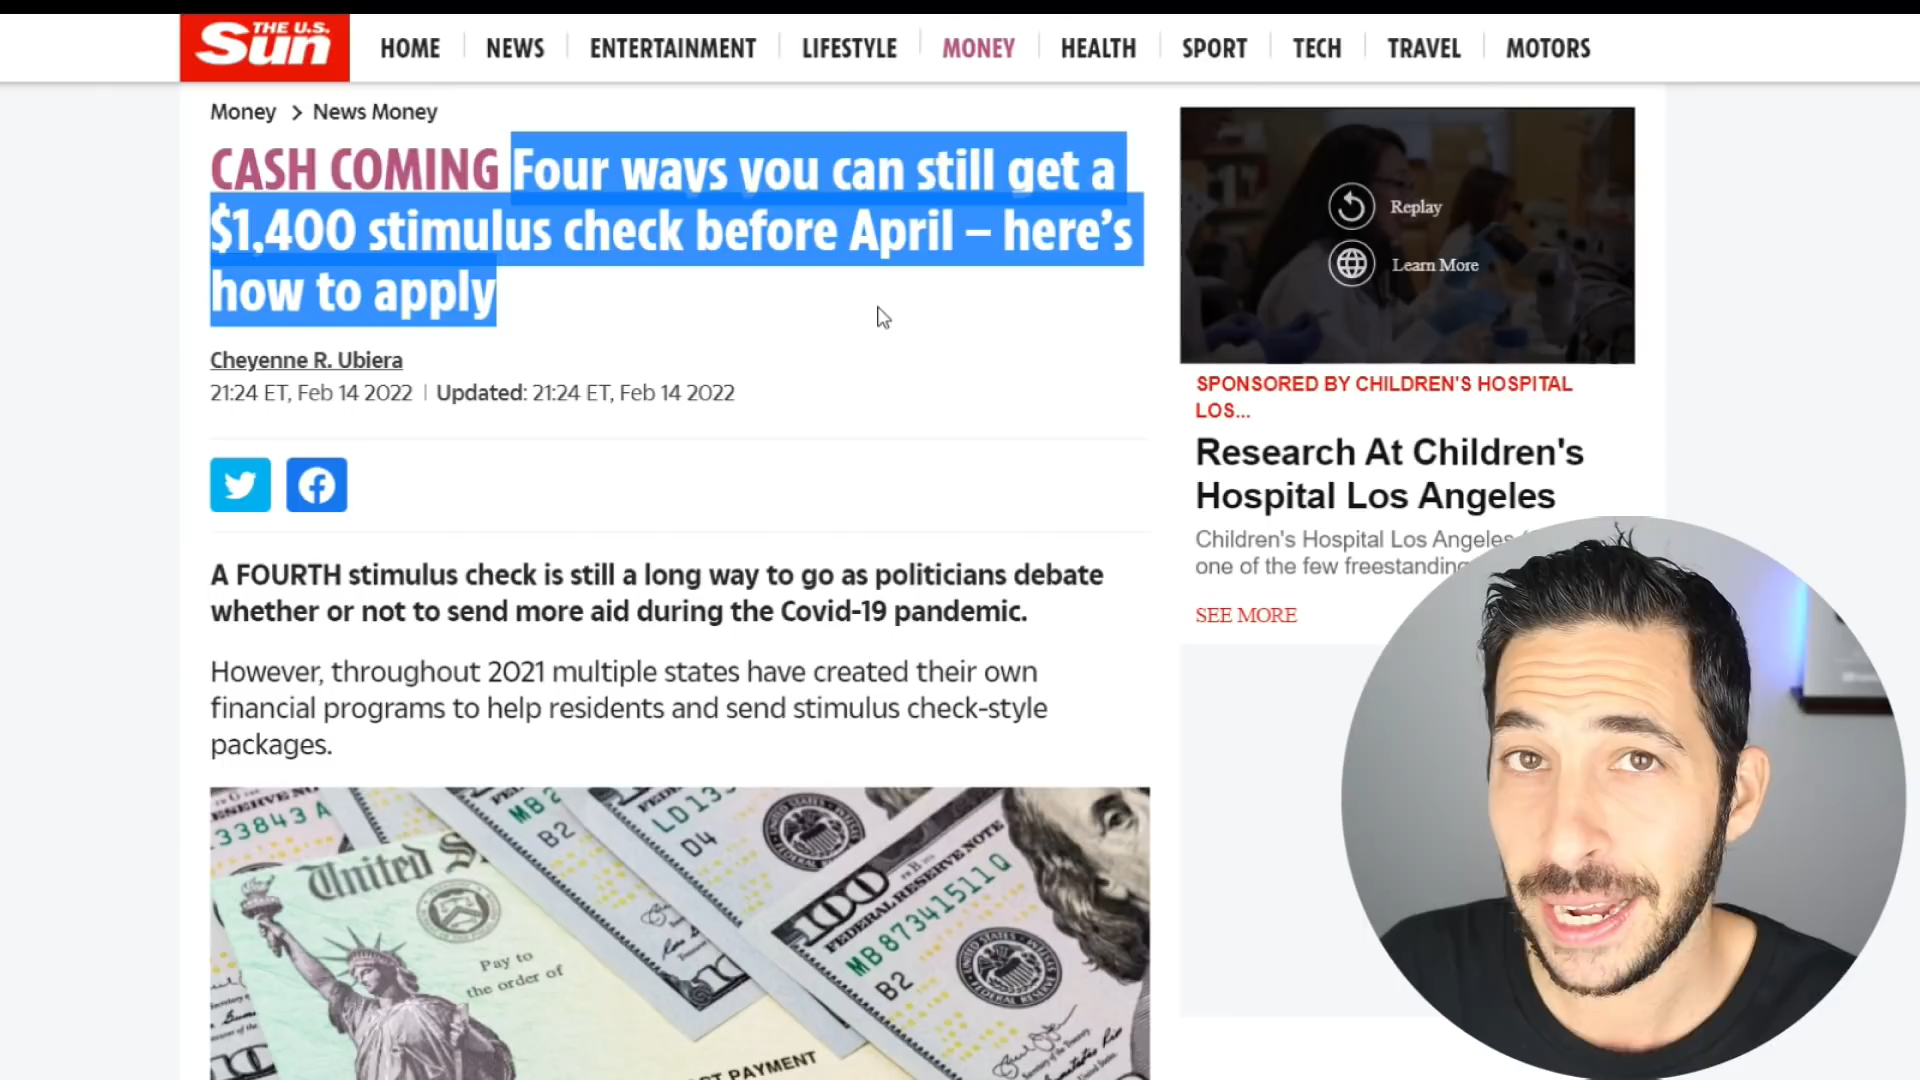 THE U.S.
Sun
HOME NEWS ENTERTAINMENT LIFESTYLE MONEY HEALTH SPORT TECH TRAVEL MOTORS
Money > News Money
CASH COMING Four ways you can still get a
$1,400 stimulus check before April – here's
how to apply
Cheyenne R. Ubiera
21:24 ET, Feb 14 2022 | Updated: 21:24 ET, Feb 14 2022
A FOURTH stimulus check is still a long way to go as politicians debate
whether or not to send more aid during the Covid-19 pandemic.
However, throughout 2021 multiple states have created their own
financial programs to help residents and send stimulus check-style
packages.
33843 A
MB
B2
D4
United
Pay to
the order of
PAYMENT
100
FEDERAL RESERVE NOTE
MB87341511Q
B2
Replay
Learn More
SPONSORED BY CHILDREN'S HOSPITAL
LOS...
Research At Children's
Hospital Los Angeles
Children's Hospital Los Angeles
one of the few freestanding
SEE MORE